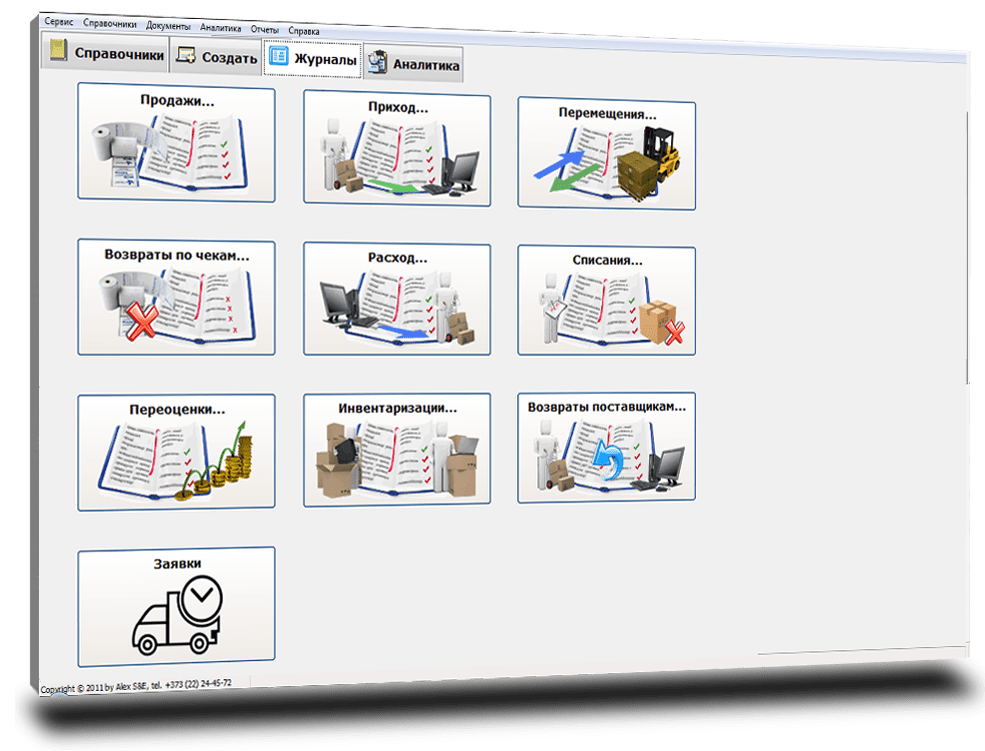 Сервис Справочники Документы Аналитика Отчеты Справка
Справочники Создать Журналы Аналитика
Продажи... Приход... Перемещения...
Возвраты по чекам... Расход... Списания...
Переоценки... Инвентаризации... Возвраты поставщикам...
Заявки
Copyright © 2011 by Alex S&E, tel. +373 (22) 24-45-72